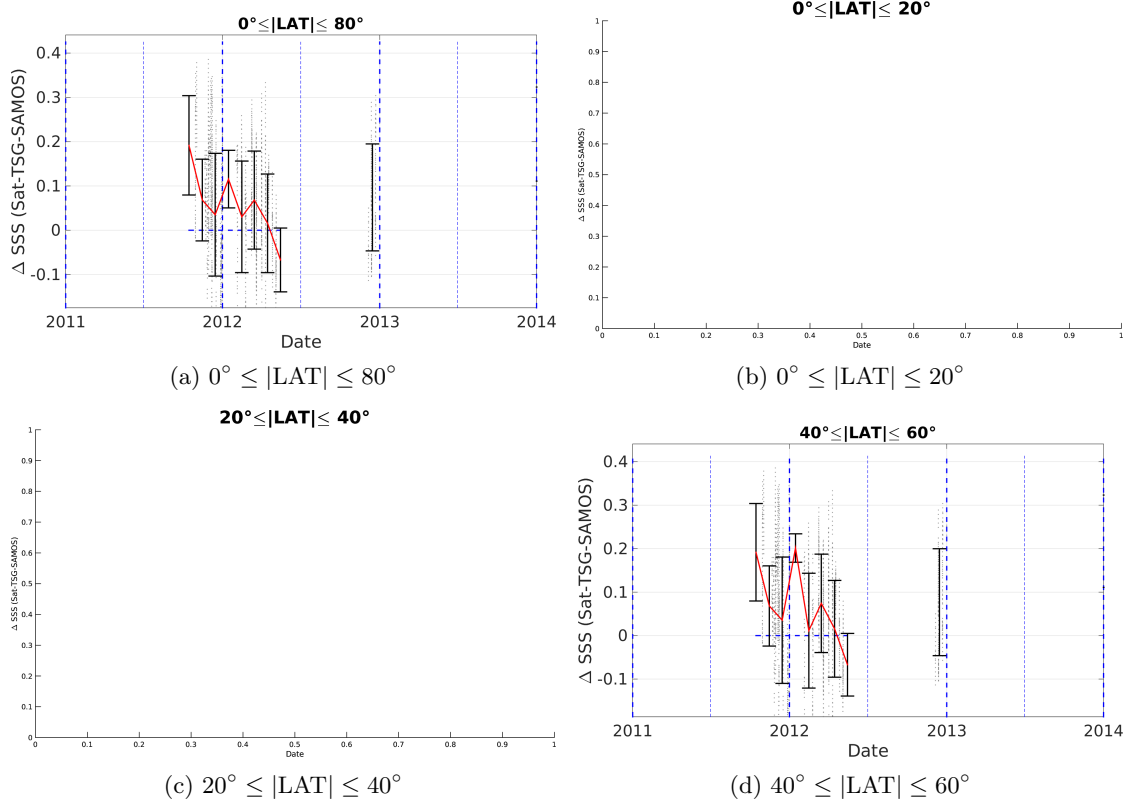 0°≤|LAT|≤ 80°
Δ SSS (Sat-TSG-SAMOS)
0.4
0.3
0.2
0.1
0
-0.1
2011 2012 2013 2014
Date
(a) 0° ≤ |LAT| ≤ 80°
0°≤|LAT|≤ 20°
Δ SSS (Sat-TSG-SAMOS)
1
0.9
0.8
0.7
0.6
0.5
0.4
0.3
0.2
0.1
0
0 0.1 0.2 0.3 0.4 0.5 0.6 0.7 0.8 0.9 1
Date
(b) 0° ≤ |LAT| ≤ 20°
20°≤|LAT|≤ 40°
Δ SSS (Sat-TSG-SAMOS)
1
0.9
0.8
0.7
0.6
0.5
0.4
0.3
0.2
0.1
0
0 0.1 0.2 0.3 0.4 0.5 0.6 0.7 0.8 0.9 1
Date
(c) 20° ≤ |LAT| ≤ 40°
40°≤|LAT|≤ 60°
Δ SSS (Sat-TSG-SAMOS)
0.4
0.3
0.2
0.1
0
-0.1
2011 2012 2013 2014
Date
(d) 40° ≤ |LAT| ≤ 60°